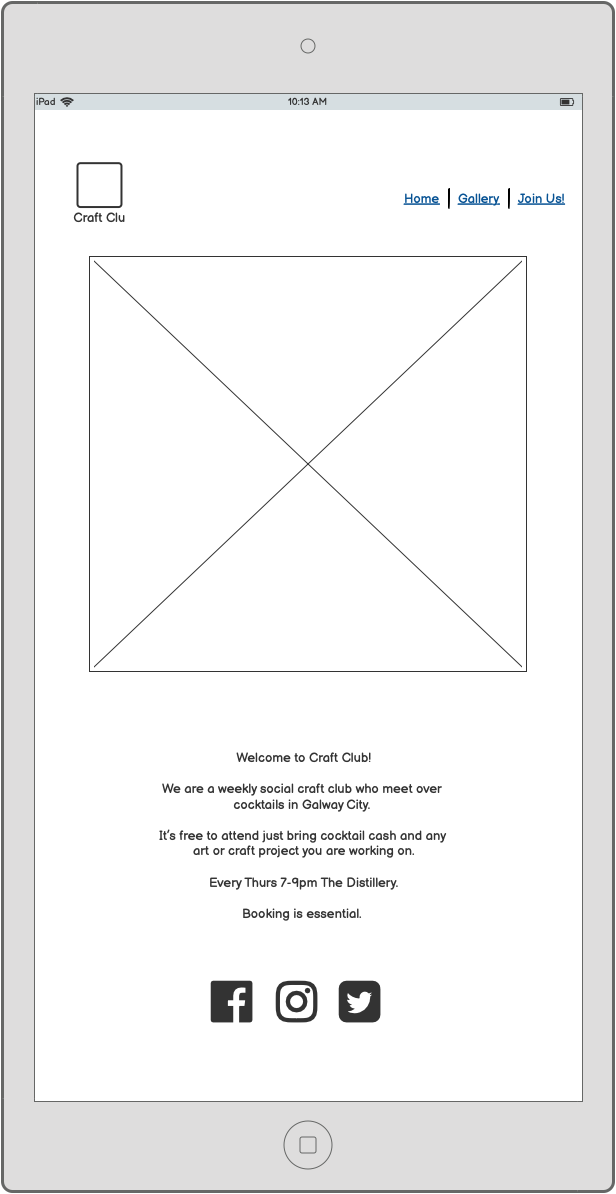 iPad 10:13 AM
Craft Clu
Home Gallery Join Us!
Welcome to Craft Club!
We are a weekly social craft club who meet over
cocktails in Galway City.
It's free to attend just bring cocktail cash and any
art or craft project you are working on.
Every Thurs 7-9pm The Distillery.
Booking is essential.